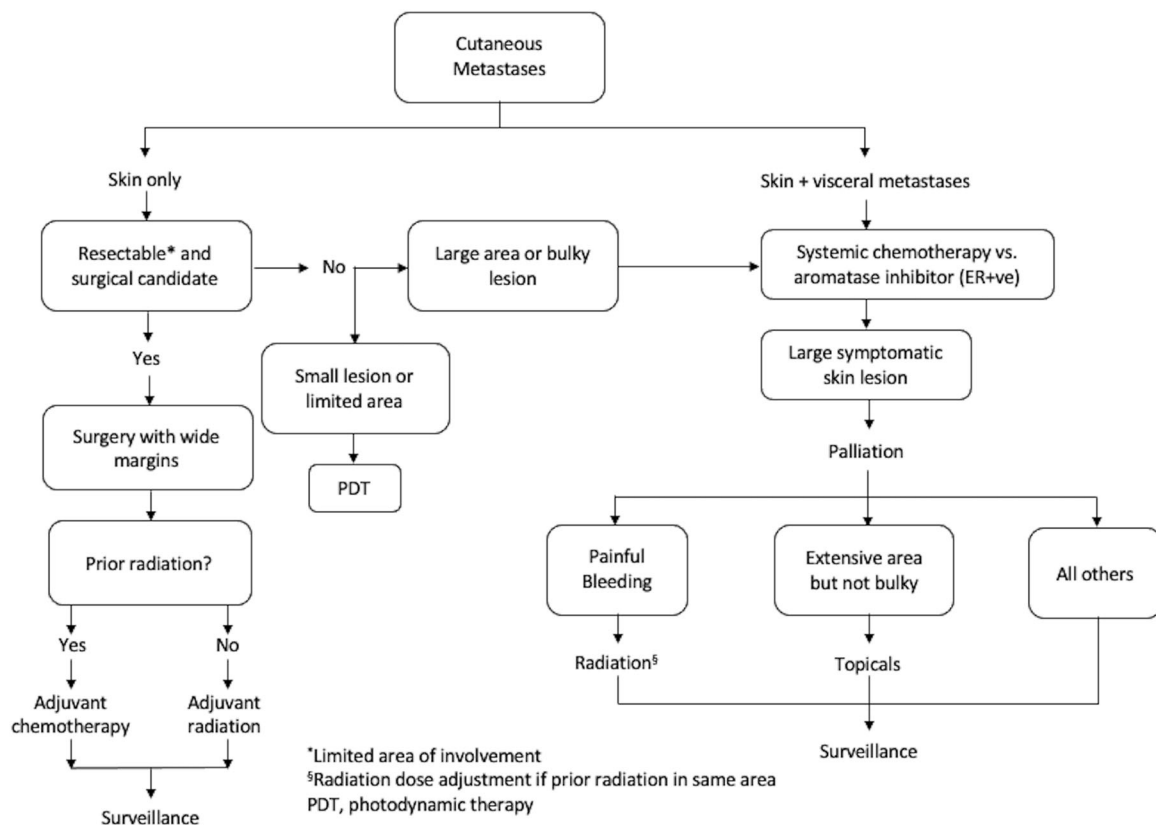 Cutaneous
Metastases
Skin only
Skin + visceral metastases
Resectable* and
surgical candidate
No
Large area or bulky
lesion
Systemic chemotherapy vs.
aromatase inhibitor (ER+ve)
Yes
Small lesion or
limited area
Large symptomatic
skin lesion
Surgery with wide
margins
PDT
Palliation
Prior radiation?
Painful
Bleeding
Extensive area
but not bulky
All others
Yes
No
Radiation§
Topicals
Adjuvant
chemotherapy
Adjuvant
radiation
Surveillance
Surveillance
*Limited area of involvement
§Radiation dose adjustment if prior radiation in same area
PDT, photodynamic therapy